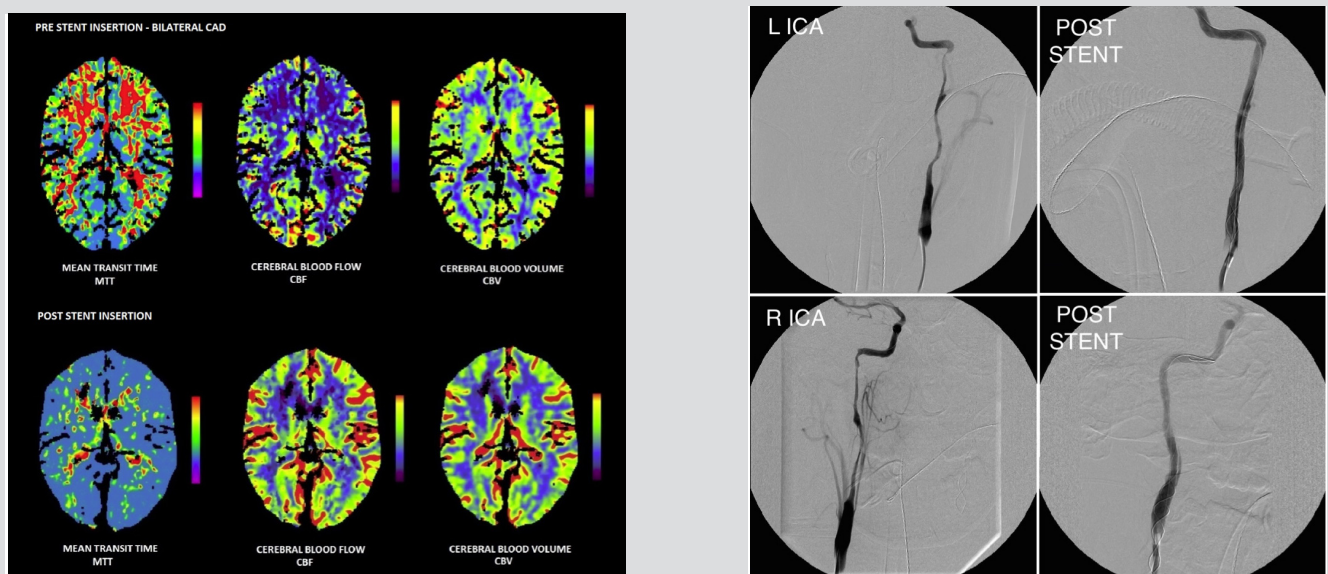 PRE STENT INSERTION - BILATERAL CAD
MEAN TRANSIT TIME
MTT
CEREBRAL BLOOD FLOW
CBF
CEREBRAL BLOOD VOLUME
CBV
POST STENT INSERTION
MEAN TRANSIT TIME
MTT
CEREBRAL BLOOD FLOW
CBF
CEREBRAL BLOOD VOLUME
CBV
L ICA
POST
STENT
R ICA
POST
STENT